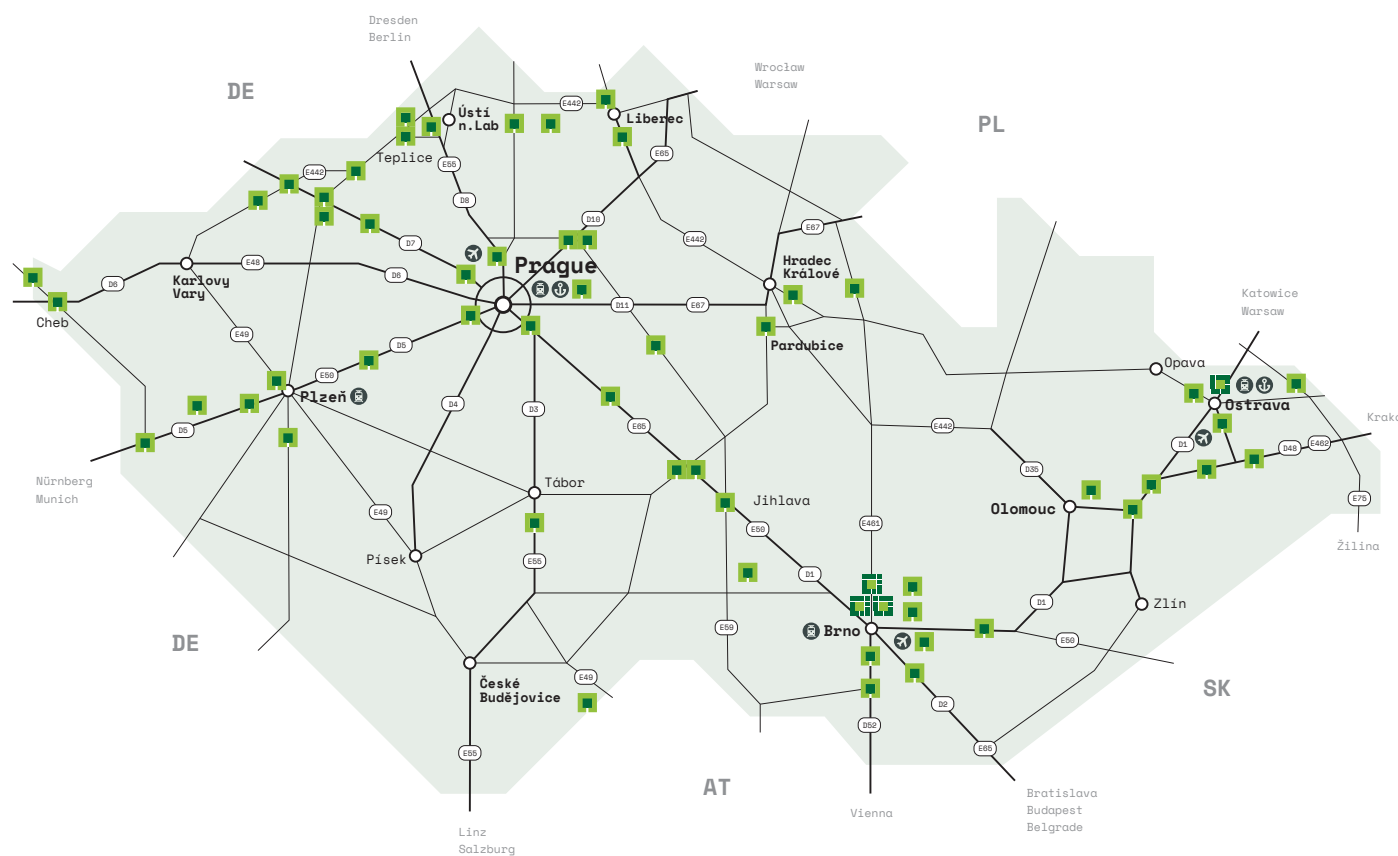 Dresden
Berlin
Wrocław
Warsaw
DE
PL
E442
Ústí
n.Lab
Liberec
Teplice
E442
E55
E65
D8
D10
E67
E442
D7
Hradec
Králové
Prague
E48
D6
D6
Karlovy
Vary
Cheb
D11
E67
Katowice
Warsaw
E49
D5
Pardubice
Opava
E50
Plzeň
D4
D3
Ostrava
D5
E65
E442
D1
D48
E462
Nürnberg
Munich
D35
Tábor
Jihlava
Olomouc
E75
E49
E50
E461
Žilina
Písek
E55
D1
D1
Zlín
E59
Brno
E50
DE
České
Budějovice
E49
SK
D2
D52
E55
E65
AT
Vienna
Bratislava
Budapest
Belgrade
Linz
Salzburg